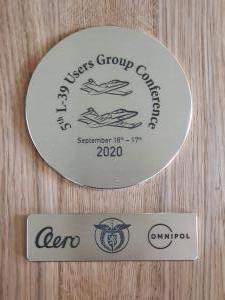 5th L-39 Users Group Conference
September 16th - 17th
2020
Aero
OMNIPOL